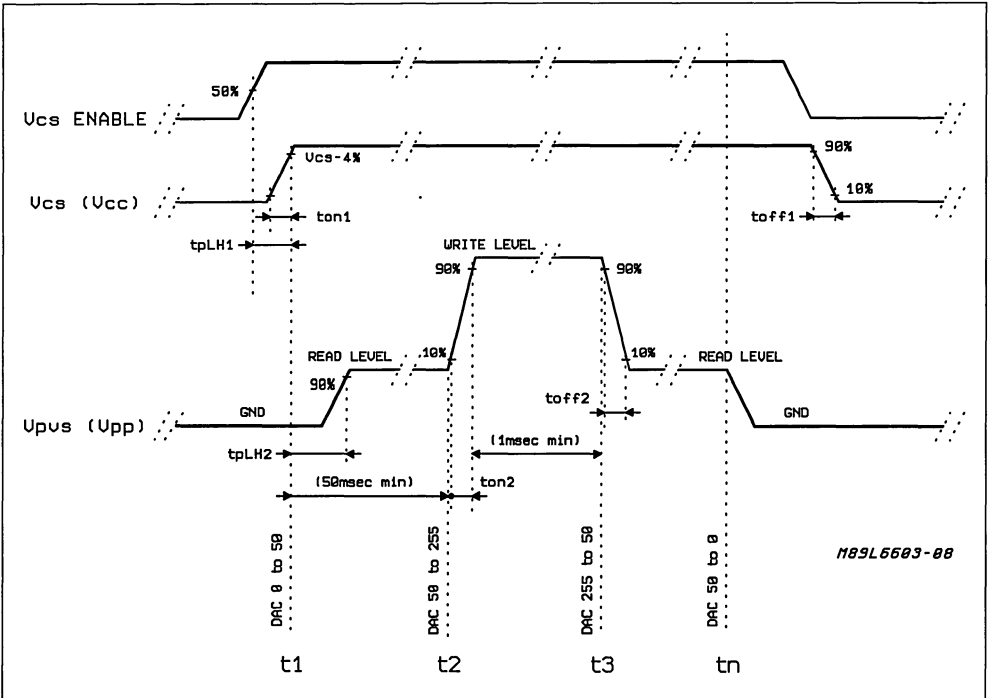 50%
Vcs ENABLE
Vcs-4%
90%
Vcs (Vcc)
10%
ton1
toff1
tpLH1
WRITE LEVEL
90%
90%
READ LEVEL
10%
10%
READ LEVEL
90%
toff2
GND
GND
Vpvs (Vpp)
(1msec min)
tpLH2
(50msec min)
ton2
DAC 0 to 50
DAC 50 to 255
DAC 255 to 50
DAC 50 to 0
M89L6603-08
t1
t2
t3
tn